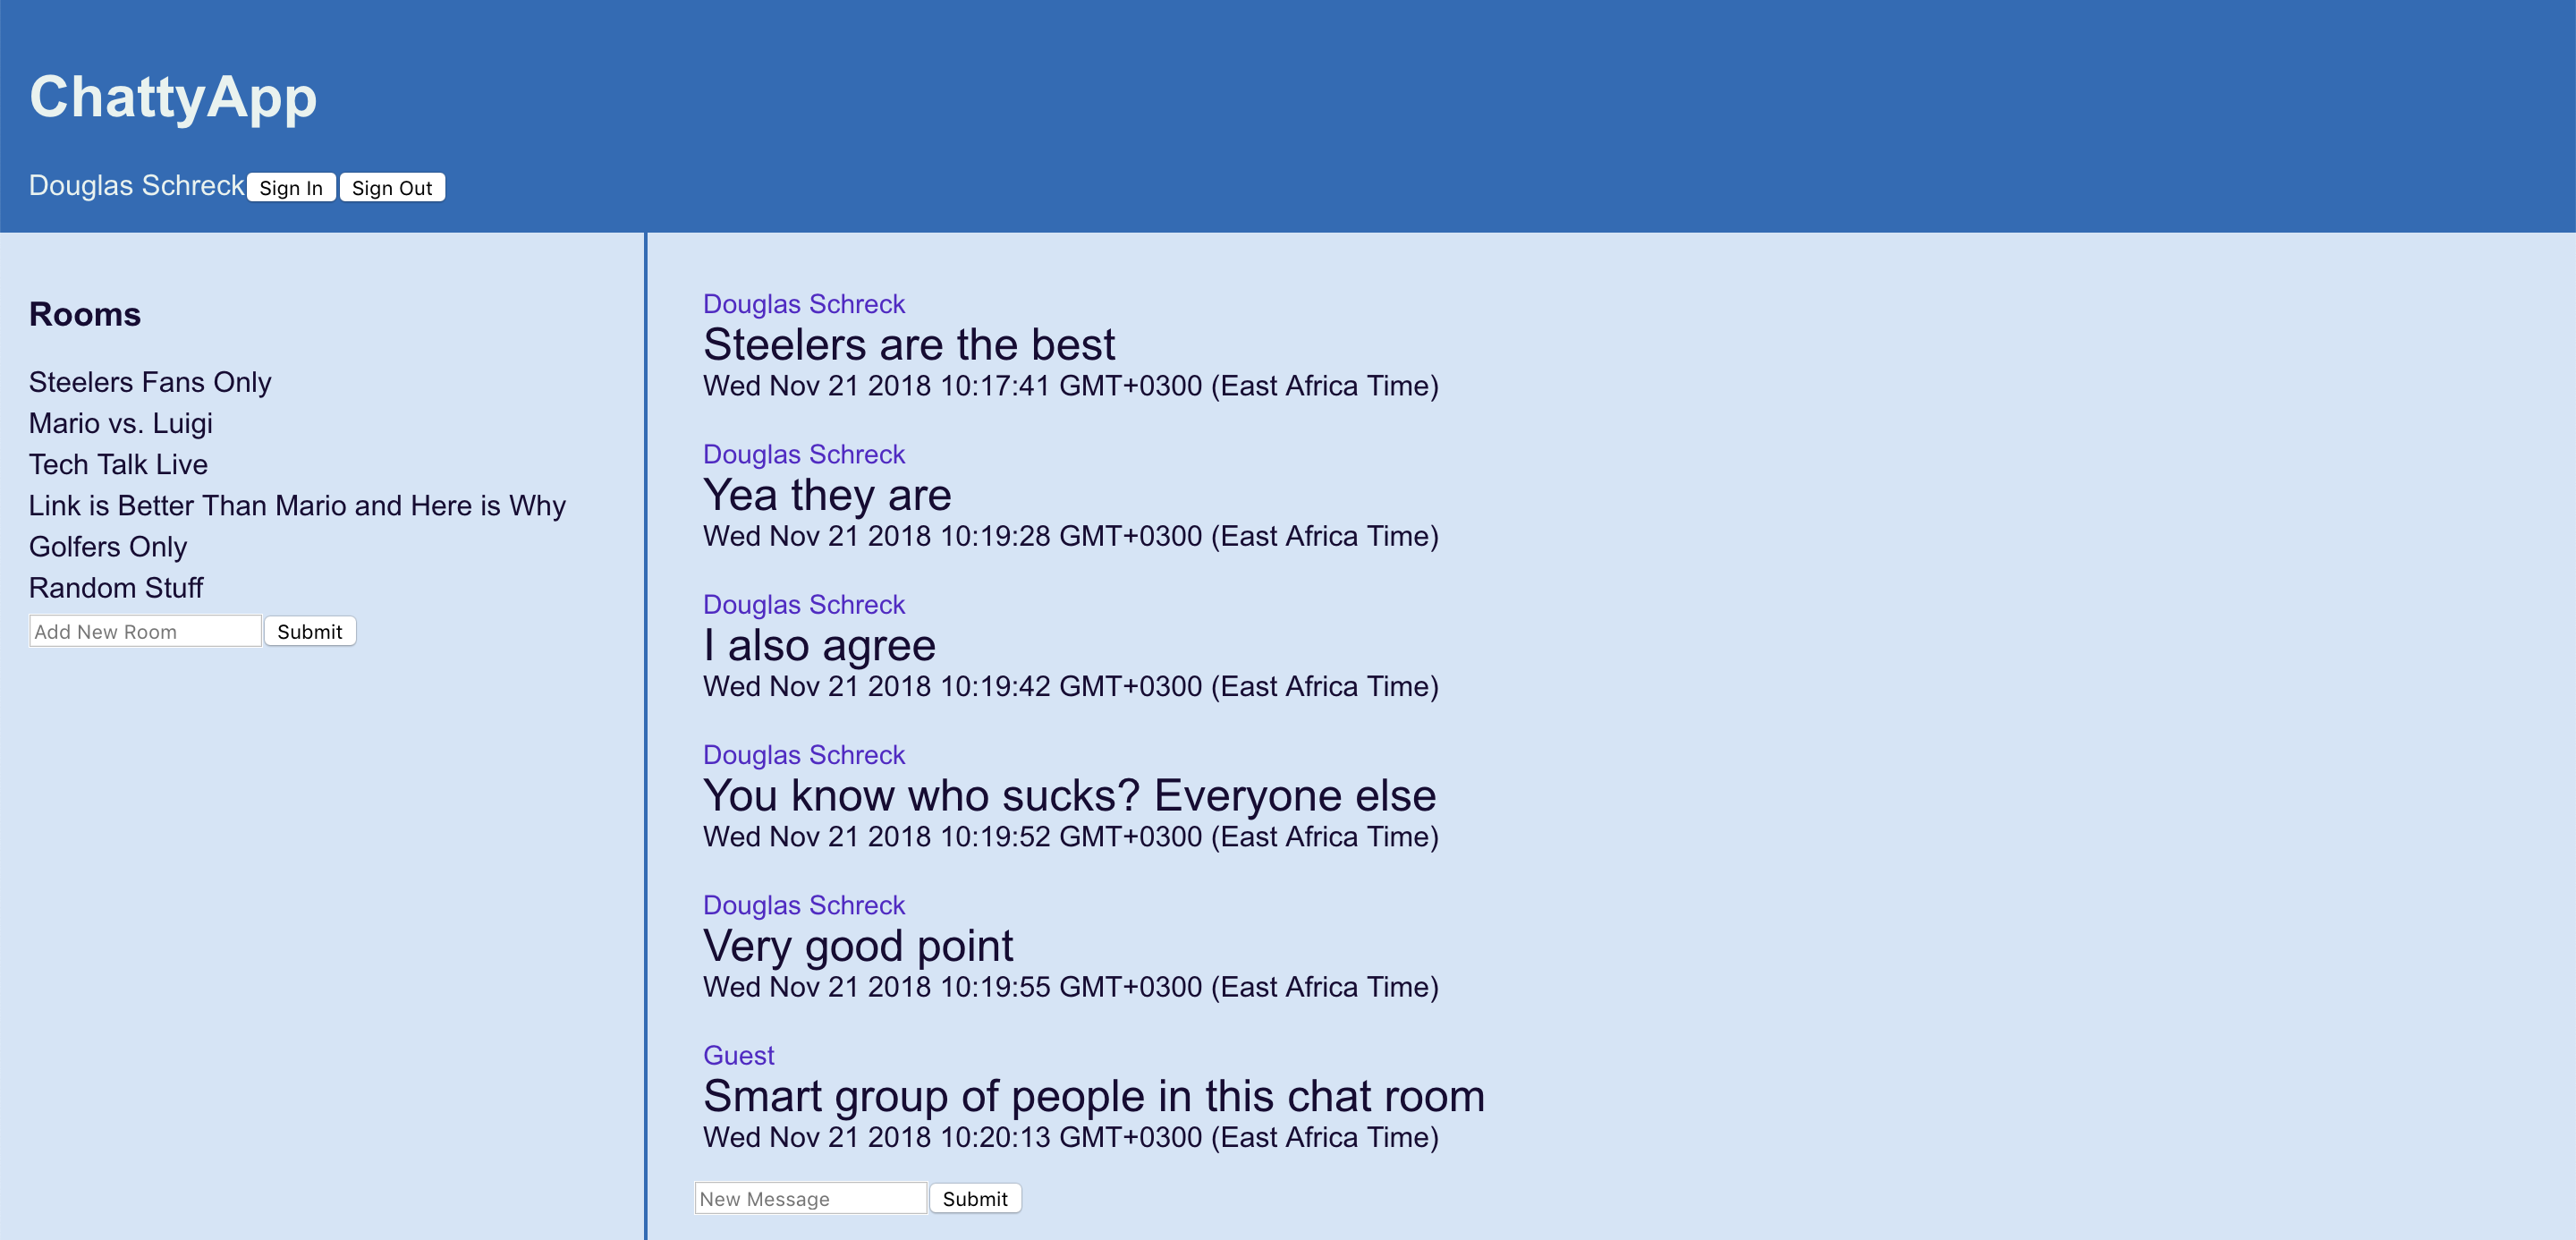 ChattyApp
Douglas Schreck Sign In Sign Out
Rooms
Steelers Fans Only
Mario vs. Luigi
Tech Talk Live
Link is Better Than Mario and Here is Why
Golfers Only
Random Stuff
Add New Room Submit
Douglas Schreck
Steelers are the best
Wed Nov 21 2018 10:17:41 GMT+0300 (East Africa Time)
Douglas Schreck
Yea they are
Wed Nov 21 2018 10:19:28 GMT+0300 (East Africa Time)
Douglas Schreck
I also agree
Wed Nov 21 2018 10:19:42 GMT+0300 (East Africa Time)
Douglas Schreck
You know who sucks? Everyone else
Wed Nov 21 2018 10:19:52 GMT+0300 (East Africa Time)
Douglas Schreck
Very good point
Wed Nov 21 2018 10:19:55 GMT+0300 (East Africa Time)
Guest
Smart group of people in this chat room
Wed Nov 21 2018 10:20:13 GMT+0300 (East Africa Time)
New Message Submit